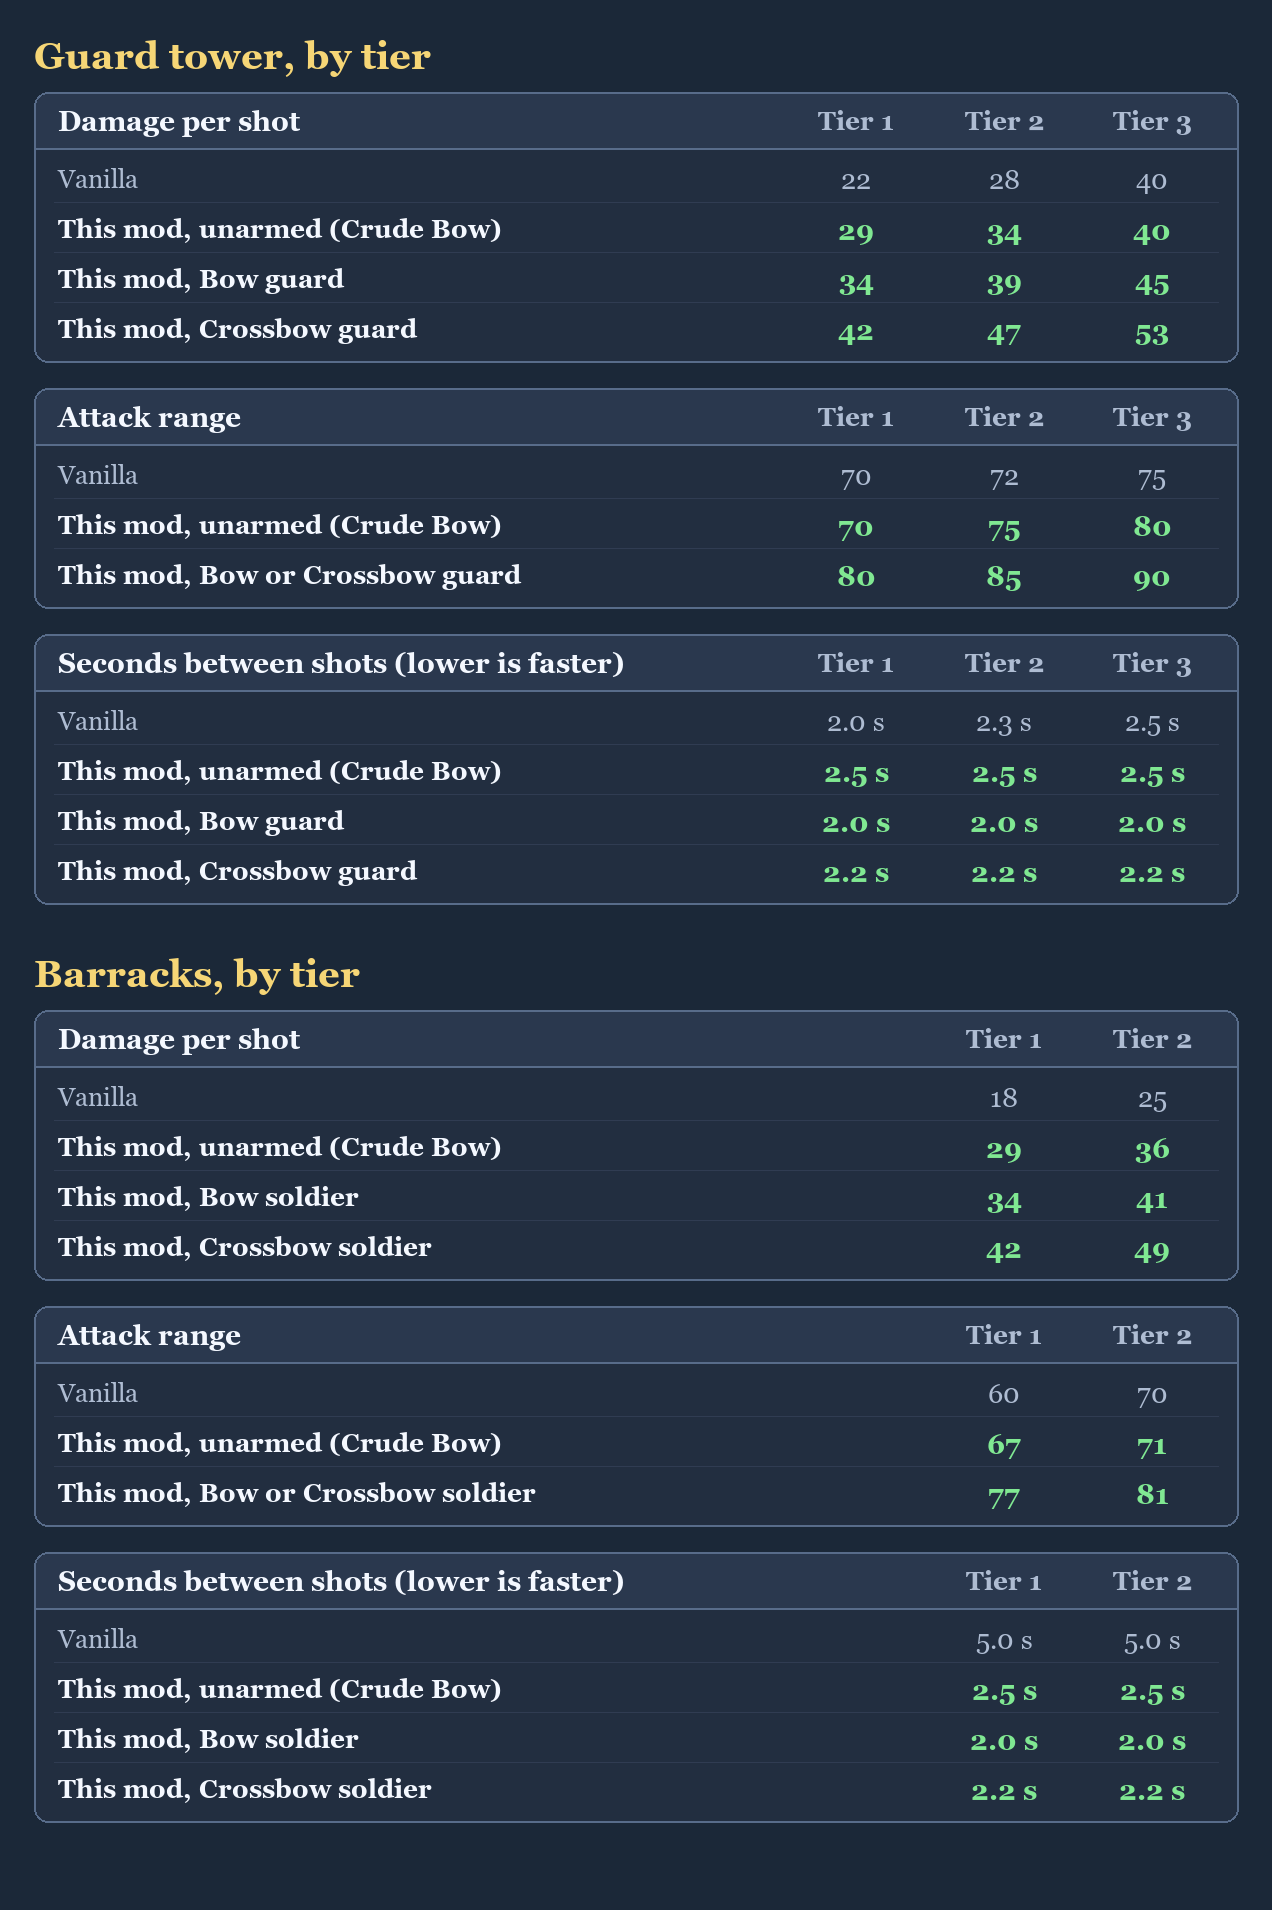 Guard tower, by tier
Damage per shot Tier 1 Tier 2 Tier 3
Vanilla 22 28 40
This mod, unarmed (Crude Bow) 29 34 40
This mod, Bow guard 34 39 45
This mod, Crossbow guard 42 47 53
Attack range Tier 1 Tier 2 Tier 3
Vanilla 70 72 75
This mod, unarmed (Crude Bow) 70 75 80
This mod, Bow or Crossbow guard 80 85 90
Seconds between shots (lower is faster) Tier 1 Tier 2 Tier 3
Vanilla 2.0 s 2.3 s 2.5 s
This mod, unarmed (Crude Bow) 2.5 s 2.5 s 2.5 s
This mod, Bow guard 2.0 s 2.0 s 2.0 s
This mod, Crossbow guard 2.2 s 2.2 s 2.2 s
Barracks, by tier
Damage per shot Tier 1 Tier 2
Vanilla 18 25
This mod, unarmed (Crude Bow) 29 36
This mod, Bow soldier 34 41
This mod, Crossbow soldier 42 49
Attack range Tier 1 Tier 2
Vanilla 60 70
This mod, unarmed (Crude Bow) 67 71
This mod, Bow or Crossbow soldier 77 81
Seconds between shots (lower is faster) Tier 1 Tier 2
Vanilla 5.0 s 5.0 s
This mod, unarmed (Crude Bow) 2.5 s 2.5 s
This mod, Bow soldier 2.0 s 2.0 s
This mod, Crossbow soldier 2.2 s 2.2 s